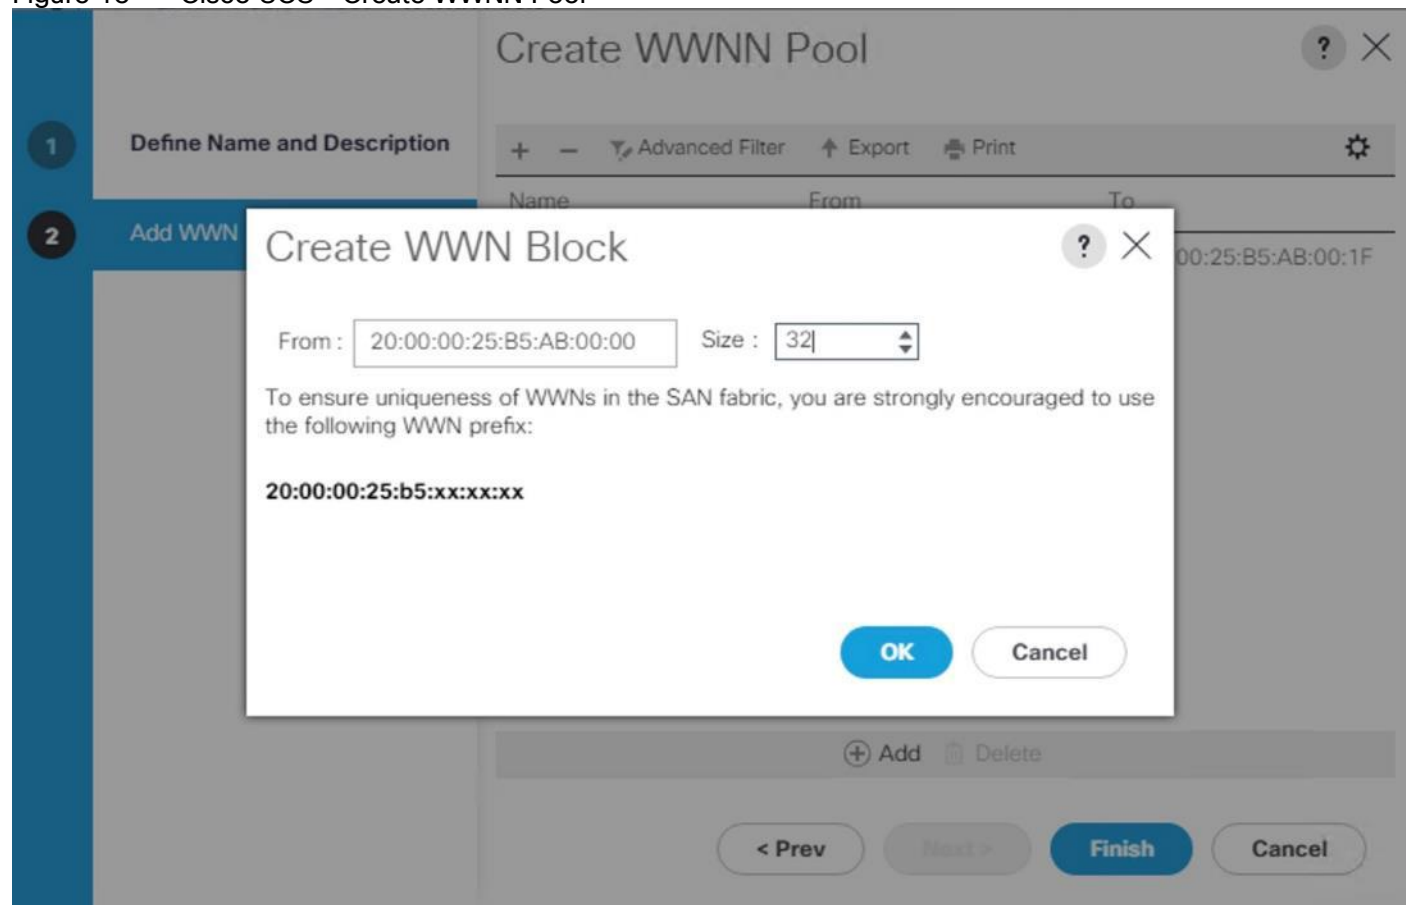 Create WWNN Pool
?
1 Define Name and Description
+ − Advanced Filter Export Print
Name From To
2 Add WWN
00:25:B5:AB:00:1F
Create WWN Block
?
From : 20:00:00:25:B5:AB:00:00 Size : 32
To ensure uniqueness of WWNs in the SAN fabric, you are strongly encouraged to use
the following WWN prefix:
20:00:00:25:b5:xx:xx:xx
OK Cancel
Add Delete
< Prev Next > Finish Cancel